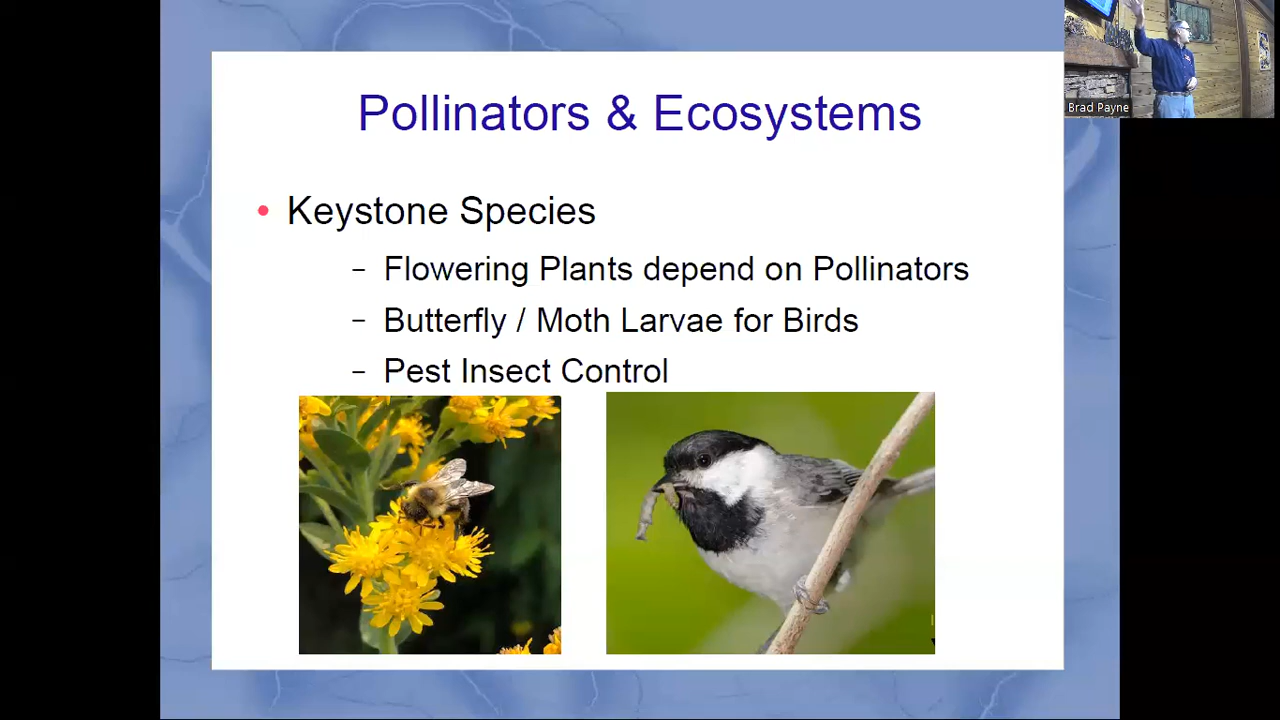 Pollinators & Ecosystems
• Keystone Species
– Flowering Plants depend on Pollinators
– Butterfly / Moth Larvae for Birds
– Pest Insect Control
Brad Payne